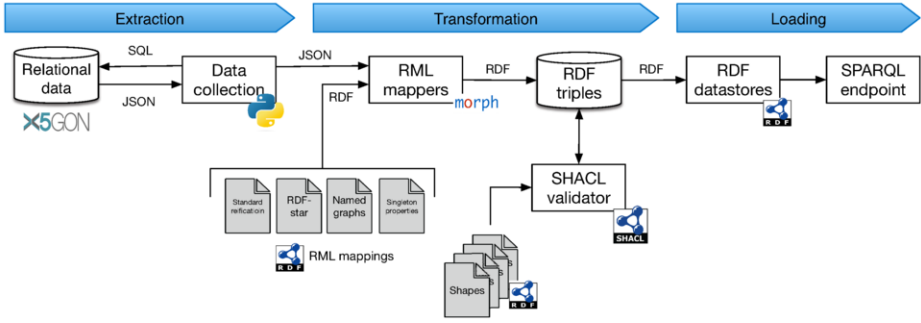 Extraction
Transformation
Loading
SQL
JSON
Relational
data
X5GON
Data
collection
JSON
RDF
RML
mappers
morph
RDF
RDF
triples
RDF
RDF
datastores
RDF
SPARQL
endpoint
Standard
refication
RDF-
star
Named
graphs
Singleton
properties
RDF
RML mappings
SHACL
validator
SHACL
Shapes
s
s
RDF